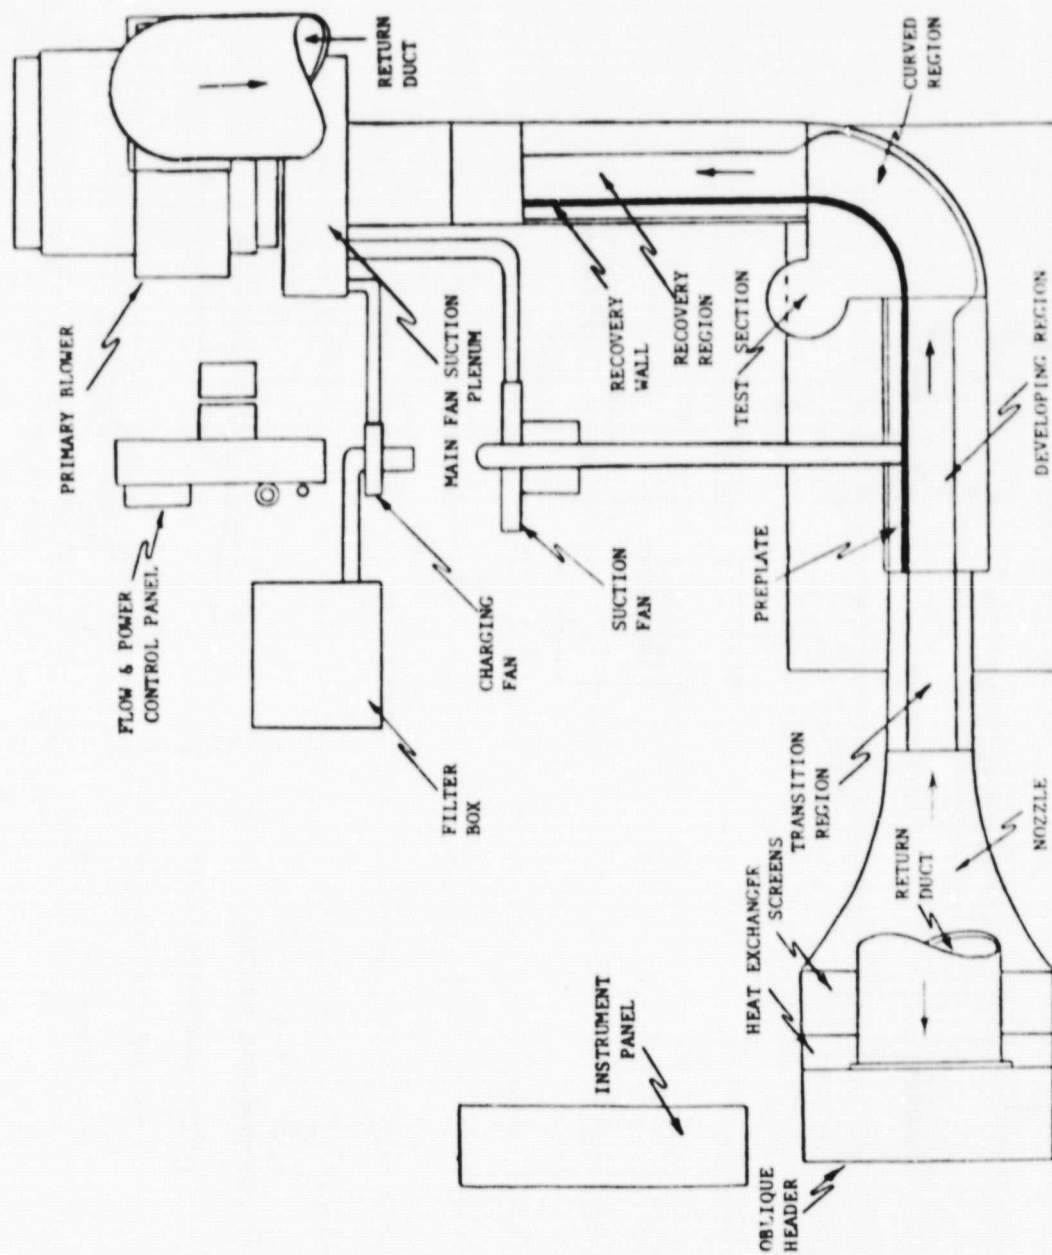 RETURN
DUCT
CURVED
REGION
PRIMARY BLOWER
MAIN FAN SUCTION
PLENUM
RECOVERY
WALL
RECOVERY
REGION
TEST SECTION
DEVELOPING REGION
FLOW & POWER
CONTROL PANEL
CHARGING
FAN
SUCTION
FAN
PREPLATE
FILTER
BOX
TRANSITION
REGION
NOZZLE
RETURN
DUCT
HEAT EXCHANGER
SCREENS
INSTRUMENT
PANEL
OBLIQUE
HEADER